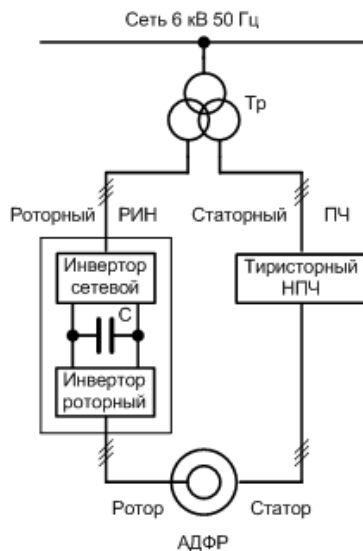 Сеть 6 кВ 50 Гц
Тр
Роторный РИН Статорный ПЧ
Инвертор сетевой
Тиристорный НПЧ
С
Инвертор роторный
Ротор Статор
АДФР